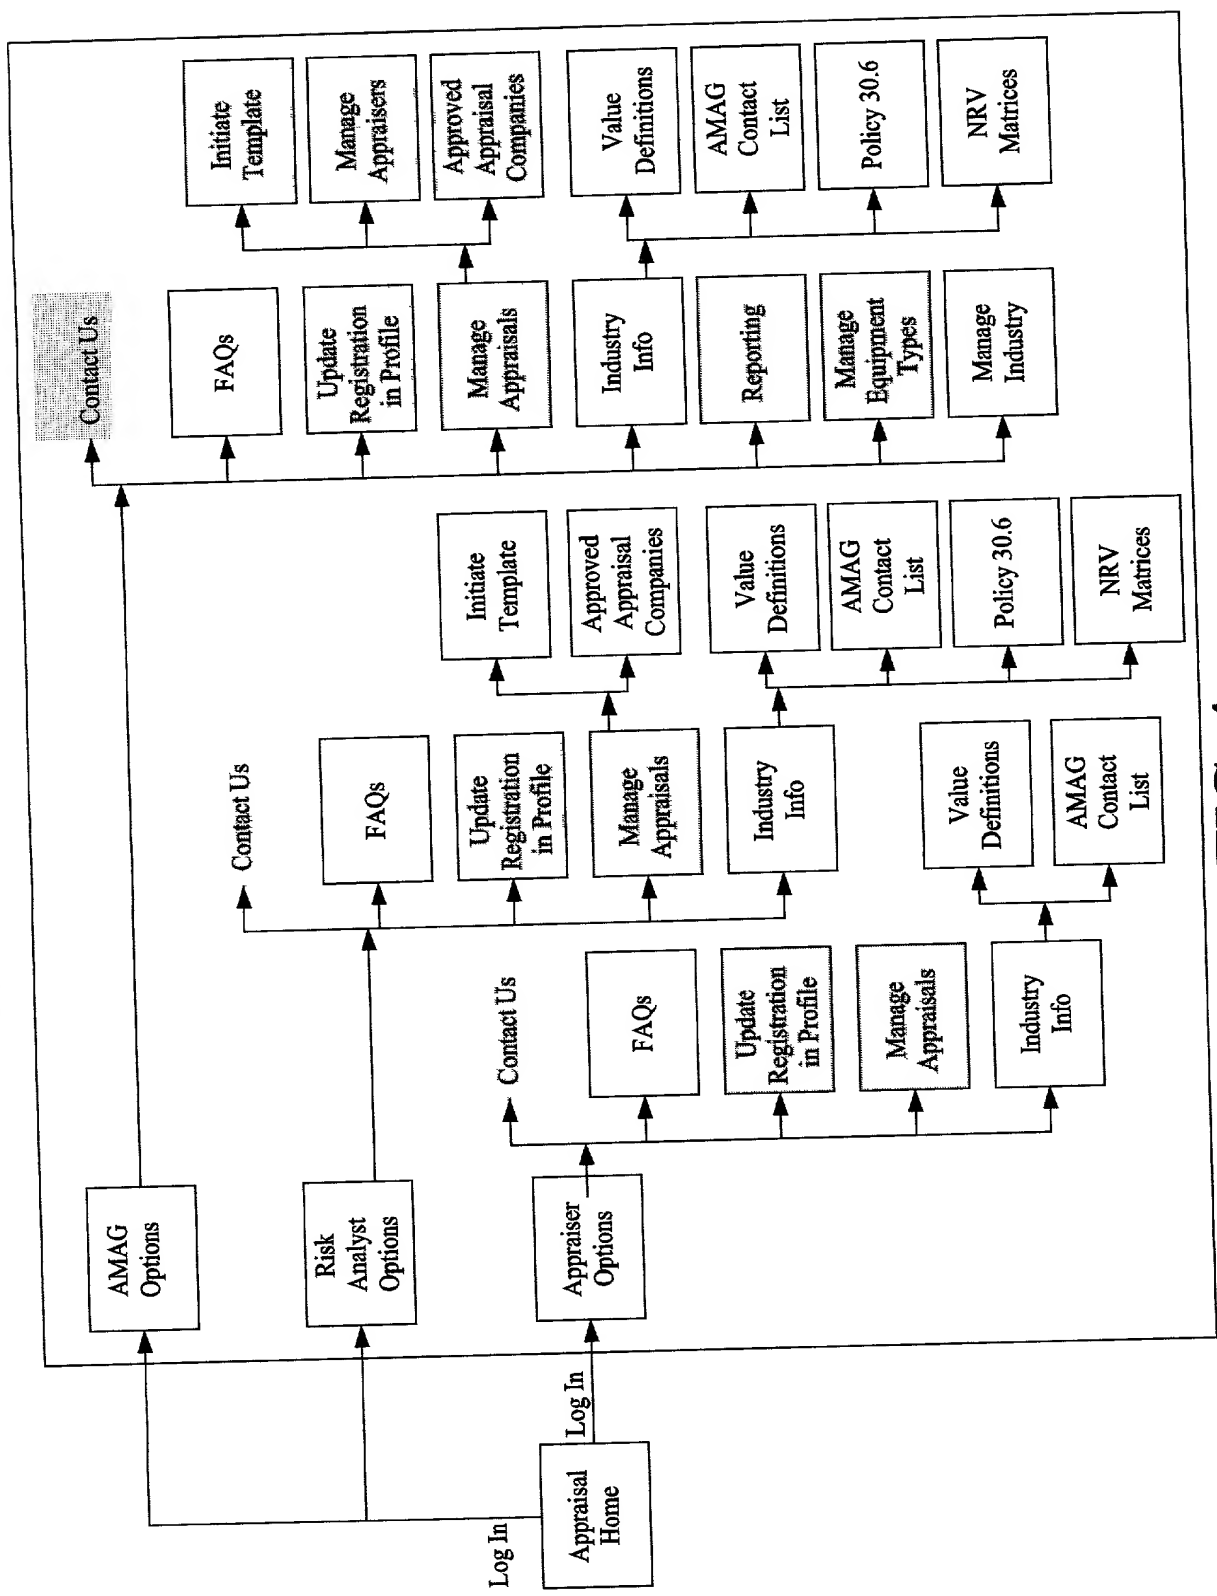 Appraisal
Home
Log In
Log In
AMAG
Options
Risk
Analyst
Options
Appraiser
Options
Contact Us
FAQs
Update
Registration
in Profile
Manage
Appraisals
Industry
Info
Value
Definitions
AMAG
Contact
List
Contact Us
FAQs
Update
Registration
in Profile
Manage
Appraisals
Industry
Info
Initiate
Template
Approved
Appraisal
Companies
Value
Definitions
AMAG
Contact
List
Policy 30.6
NRV
Matrices
Contact Us
FAQs
Update
Registration
in Profile
Manage
Appraisals
Industry
Info
Reporting
Manage
Equipment
Types
Manage
Industry
Initiate
Template
Manage
Appraisers
Approved
Appraisal
Companies
Value
Definitions
AMAG
Contact
List
Policy 30.6
NRV
Matrices